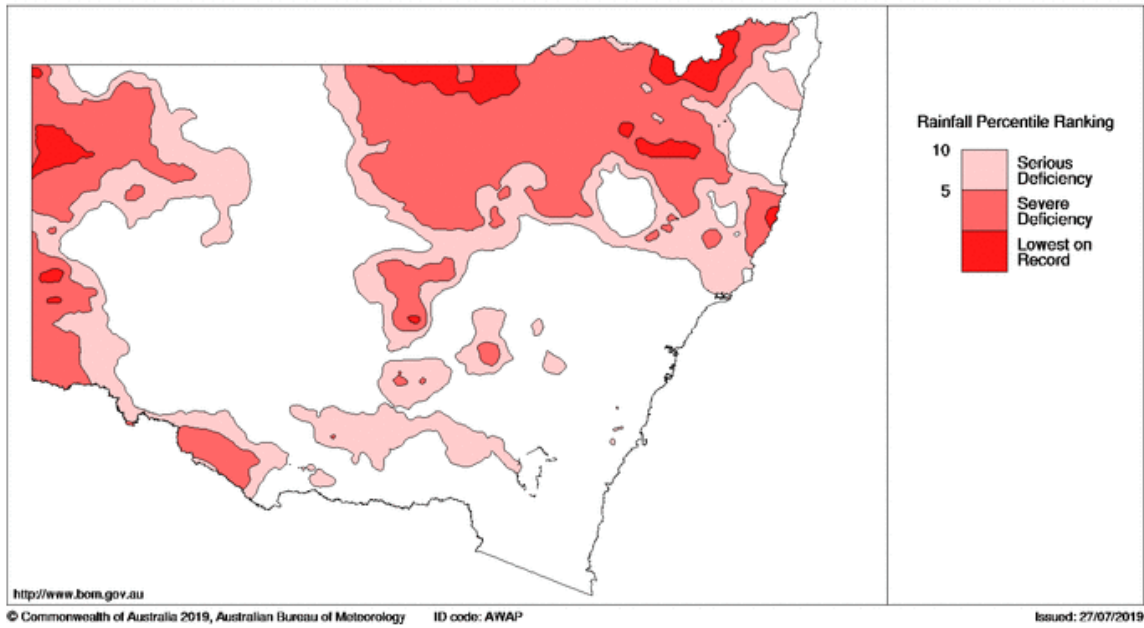 Rainfall Percentile Ranking
10
Serious
Deficiency
5
Severe
Deficiency
Lowest on
Record
http://www.bom.gov.au
© Commonwealth of Australia 2019, Australian Bureau of Meteorology ID code: AWAP Issued: 27/07/2019